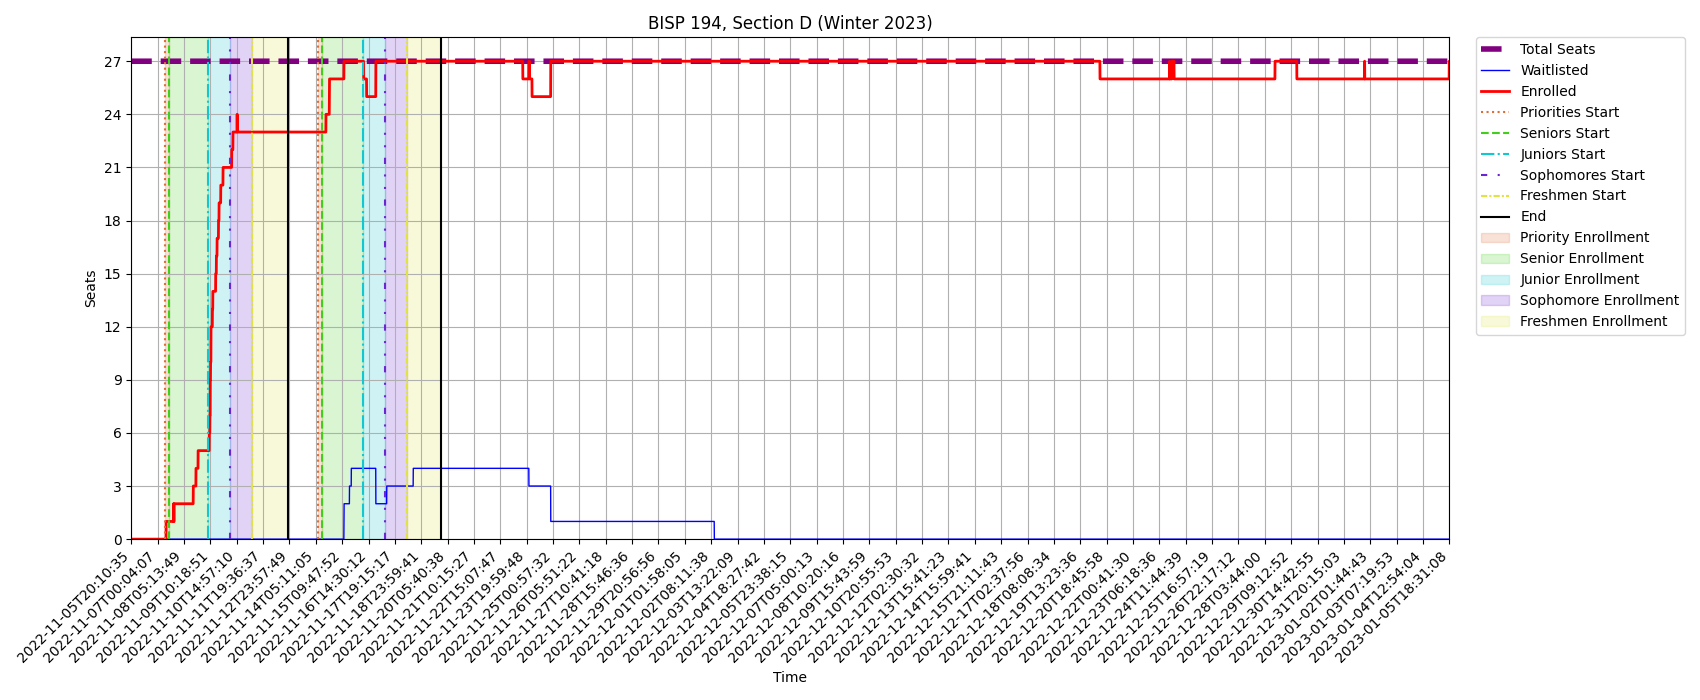 BISP 194, Section D (Winter 2023)
Seats
27
24
21
18
15
12
9
6
3
0
2022-11-05T20:10:35
2022-11-07T00:04:07
2022-11-08T05:13:49
2022-11-09T10:18:51
2022-11-10T14:57:10
2022-11-11T19:36:37
2022-11-12T23:57:49
2022-11-14T05:11:05
2022-11-15T09:47:52
2022-11-16T14:30:12
2022-11-17T19:15:17
2022-11-18T23:59:41
2022-11-20T05:40:38
2022-11-21T10:15:27
2022-11-22T15:07:47
2022-11-23T19:59:48
2022-11-25T00:57:32
2022-11-26T05:51:22
2022-11-27T10:41:18
2022-11-28T15:46:36
2022-11-29T20:56:56
2022-12-01T01:58:05
2022-12-02T08:11:38
2022-12-03T13:22:09
2022-12-04T18:27:42
2022-12-05T23:38:15
2022-12-07T05:00:13
2022-12-08T10:20:16
2022-12-09T15:43:59
2022-12-10T20:55:53
2022-12-12T02:30:32
2022-12-13T15:41:23
2022-12-14T15:59:41
2022-12-15T21:11:43
2022-12-17T02:37:56
2022-12-18T08:08:34
2022-12-19T13:23:36
2022-12-20T18:45:58
2022-12-22T00:41:30
2022-12-23T06:18:36
2022-12-24T11:44:39
2022-12-25T16:57:19
2022-12-26T22:17:12
2022-12-28T03:44:00
2022-12-29T09:12:52
2022-12-30T14:42:55
2022-12-31T20:15:03
2023-01-02T01:44:43
2023-01-03T07:19:53
2023-01-04T12:54:04
2023-01-05T18:31:08
Time
Total Seats
Waitlisted
Enrolled
Priorities Start
Seniors Start
Juniors Start
Sophomores Start
Freshmen Start
End
Priority Enrollment
Senior Enrollment
Junior Enrollment
Sophomore Enrollment
Freshmen Enrollment